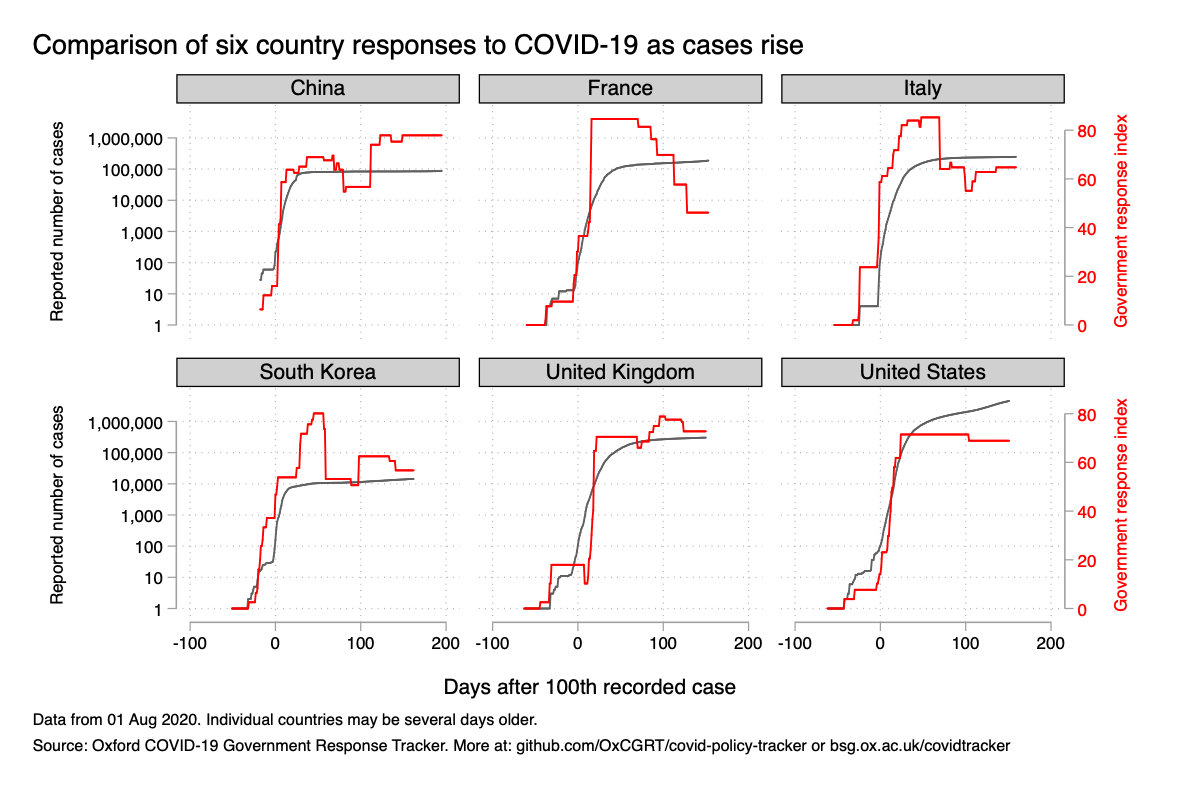 Comparison of six country responses to COVID-19 as cases rise
China
France
Italy
Reported number of cases
1,000,000
100,000
10,000
1,000
100
10
1
80
60
40
20
0
Government response index
South Korea
United Kingdom
United States
Reported number of cases
1,000,000
100,000
10,000
1,000
100
10
1
80
60
40
20
0
Government response index
-100 0 100 200
-100 0 100 200
-100 0 100 200
Days after 100th recorded case
Data from 01 Aug 2020. Individual countries may be several days older.
Source: Oxford COVID-19 Government Response Tracker. More at: github.com/OxCGRT/covid-policy-tracker or bsg.ox.ac.uk/covidtracker